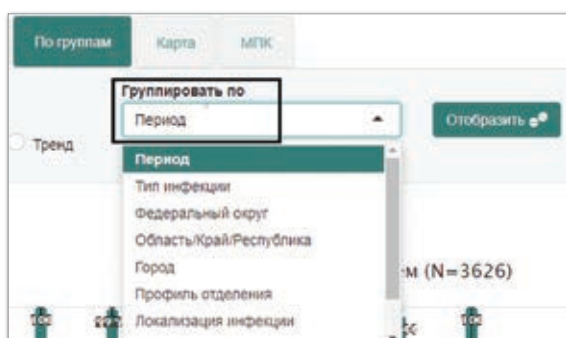 По группам Карта МПК
Группировать по
Период
Отобразить
Тренд
Период
Тип инфекции
Федеральный округ
Область/Край/Республика
Город
м (N=3626)
Профиль отделения
Локализация инфекции